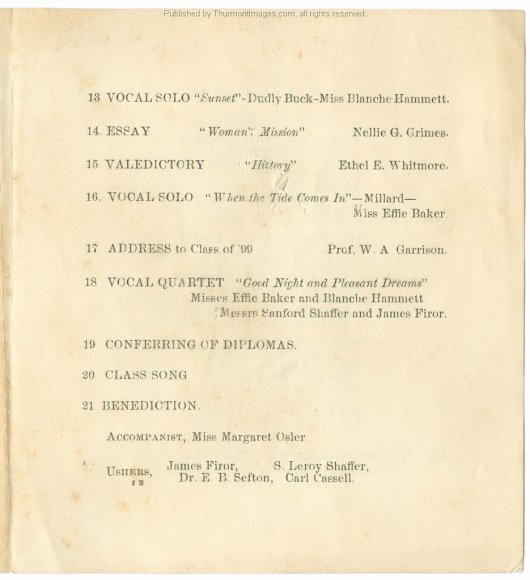 Published by ThurmontImages.com, all rights reserved.
13 VOCAL SOLO "Sunset"-Dudly Buck-Miss Blanche Hammett.
14. ESSAY "Woman's Mission" Nellie G. Grimes.
15 VALEDICTORY "History" Ethel E. Whitmore.
16. VOCAL SOLO "When the Tide Comes In"—Millard—
Miss Effie Baker
17 ADDRESS to Class of '99 Prof. W. A Garrison.
18 VOCAL QUARTET "Good Night and Pleasant Dreams"
Misses Effie Baker and Blanche Hammett
Messrs Sanford Shaffer and James Firor.
19 CONFERRING OF DIPLOMAS.
20 CLASS SONG
21 BENEDICTION.
ACCOMPANIST, Miss Margaret Osler
USHERS, James Firor, S. Leroy Shaffer,
Dr. E. B. Sefton, Carl Cassell.